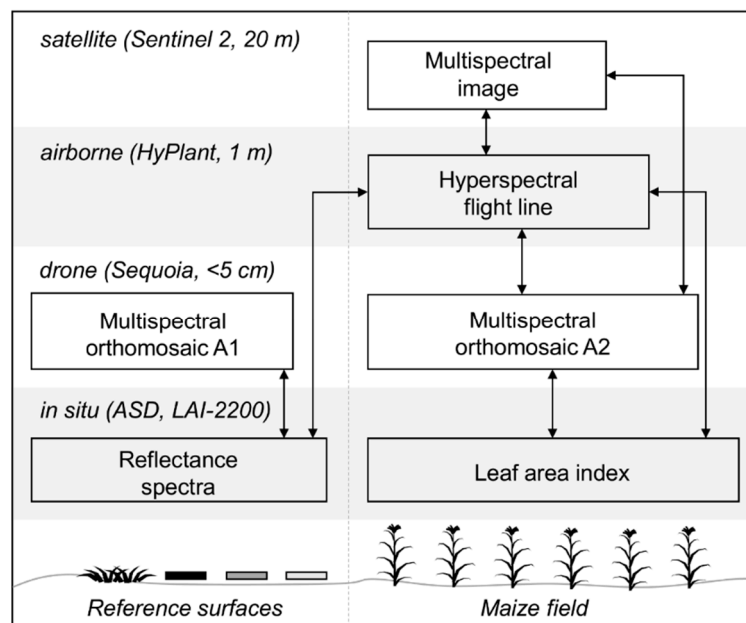 satellite (Sentinel 2, 20 m)
Multispectral
image
airborne (HyPlant, 1 m)
Hyperspectral
flight line
drone (Sequoia, <5 cm)
Multispectral
orthomosaic A1
Multispectral
orthomosaic A2
in situ (ASD, LAI-2200)
Reflectance
spectra
Leaf area index
Reference surfaces
Maize field